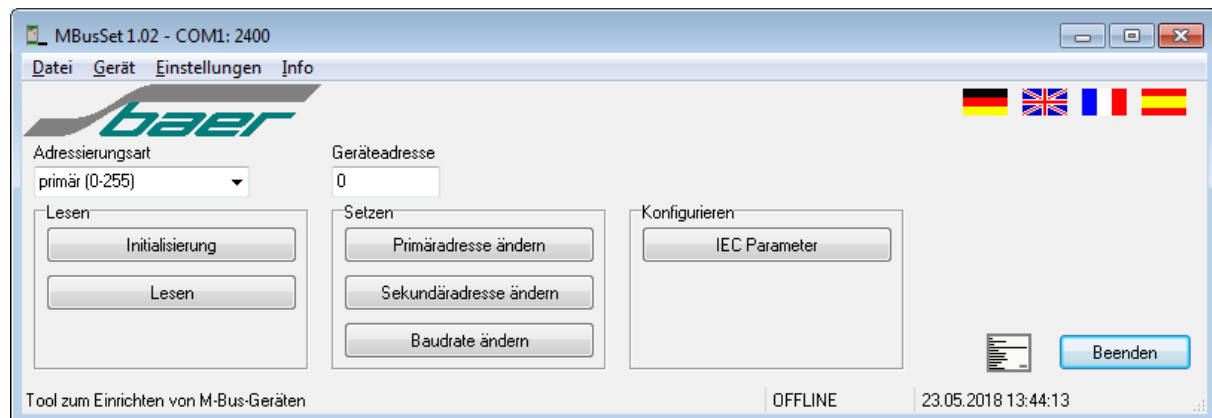 MBusSet 1.02 - COM1: 2400
Datei Gerät Einstellungen Info
baer
Adressierungsart Geräteadresse
primär (0-255) 0
Lesen Setzen Konfigurieren
Initialisierung Primäradresse ändern IEC Parameter
Lesen Sekundäradresse ändern
Baudrate ändern
Beenden
Tool zum Einrichten von M-Bus-Geräten OFFLINE 23.05.2018 13:44:13